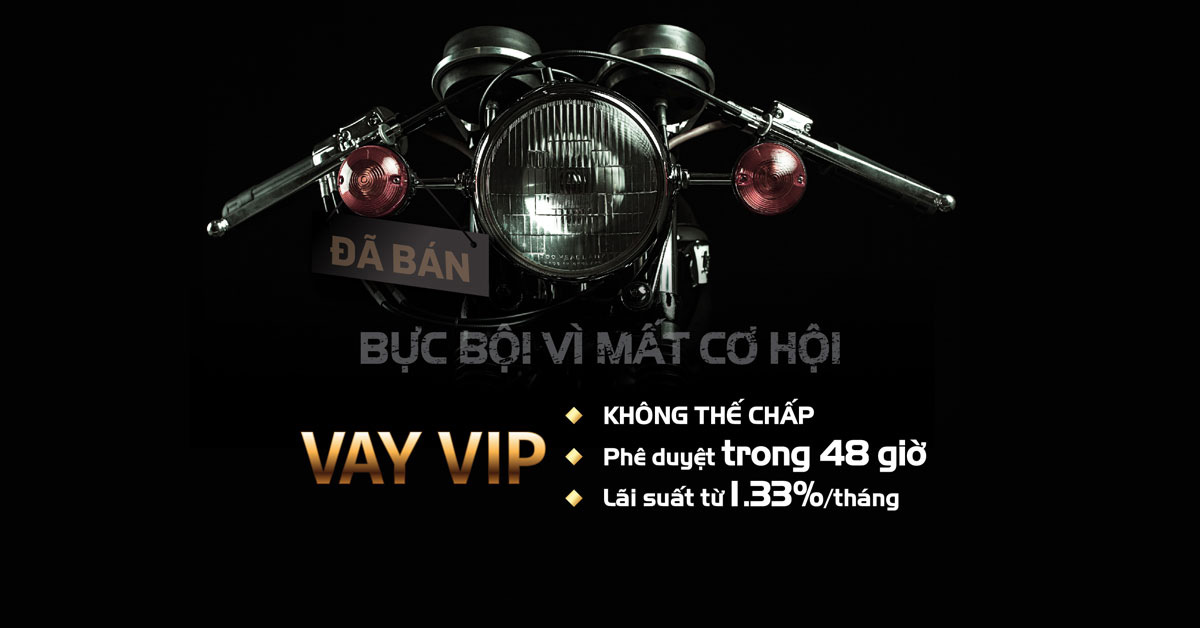 ĐÃ BÁN
BỰC BỘI VÌ MẤT CƠ HỘI
VAY VIP
KHÔNG THẾ CHẤP
Phê duyệt trong 48 giờ
Lãi suất từ 1.33%/tháng